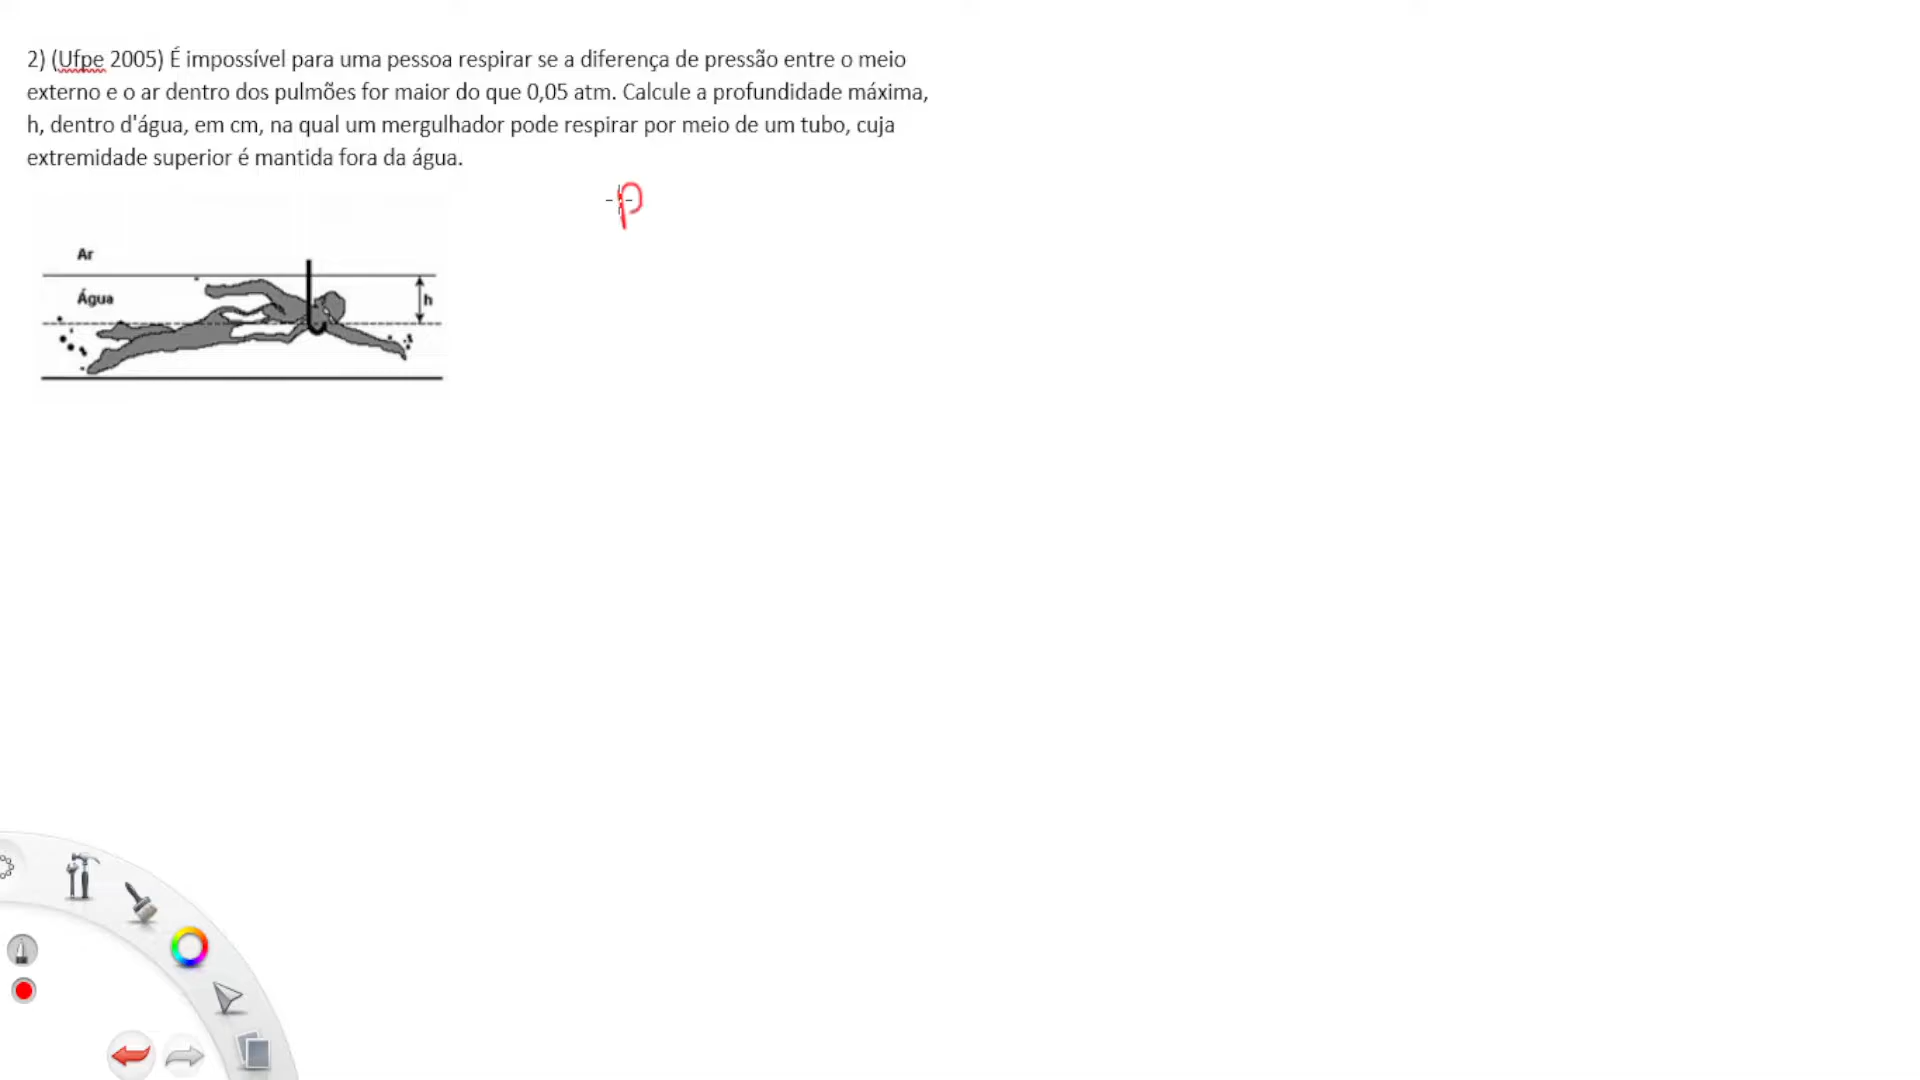 2) (Ufpe 2005) É impossível para uma pessoa respirar se a diferença de pressão entre o meio
externo e o ar dentro dos pulmões for maior do que 0,05 atm. Calcule a profundidade máxima,
h, dentro d'água, em cm, na qual um mergulhador pode respirar por meio de um tubo, cuja
extremidade superior é mantida fora da água.
p
Ar
Água
h